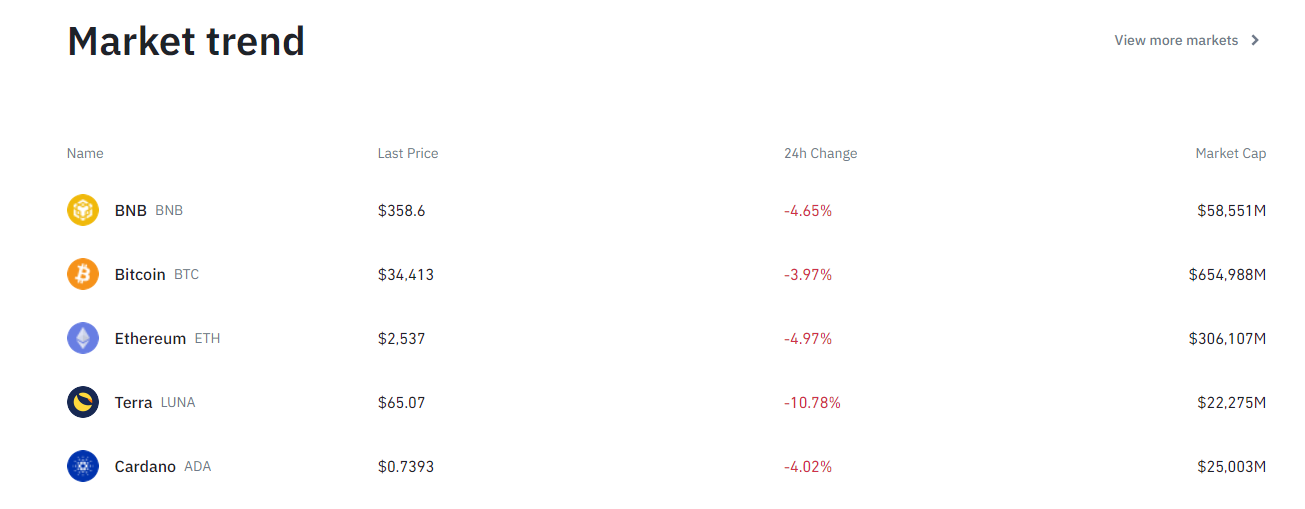 Market trend
View more markets
Name Last Price 24h Change Market Cap
BNB BNB $358.6 -4.65% $58,551M
Bitcoin BTC $34,413 -3.97% $654,988M
Ethereum ETH $2,537 -4.97% $306,107M
Terra LUNA $65.07 -10.78% $22,275M
Cardano ADA $0.7393 -4.02% $25,003M